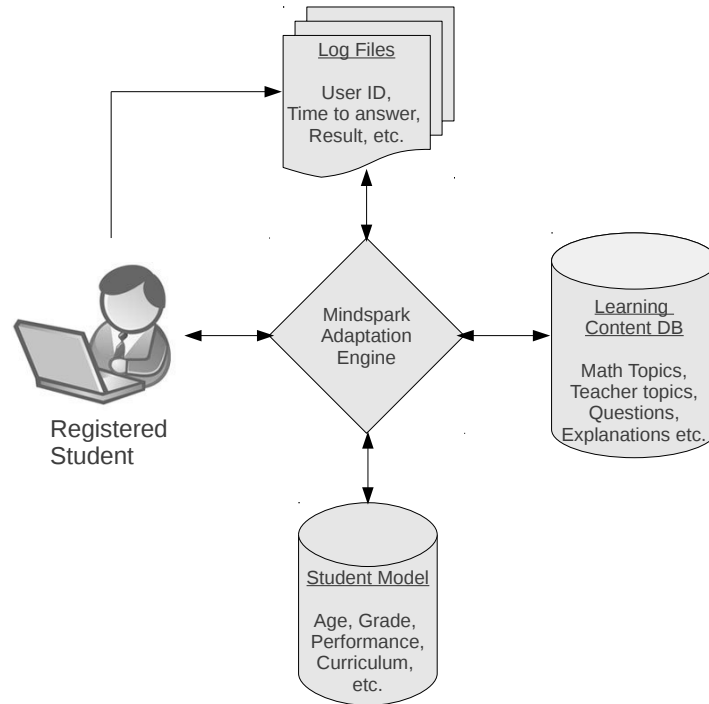 Log Files
User ID,
Time to answer,
Result, etc.
Mindspark
Adaptation
Engine
Learning
Content DB
Math Topics,
Teacher topics,
Questions,
Explanations etc.
Registered
Student
Student Model
Age, Grade,
Performance,
Curriculum,
etc.